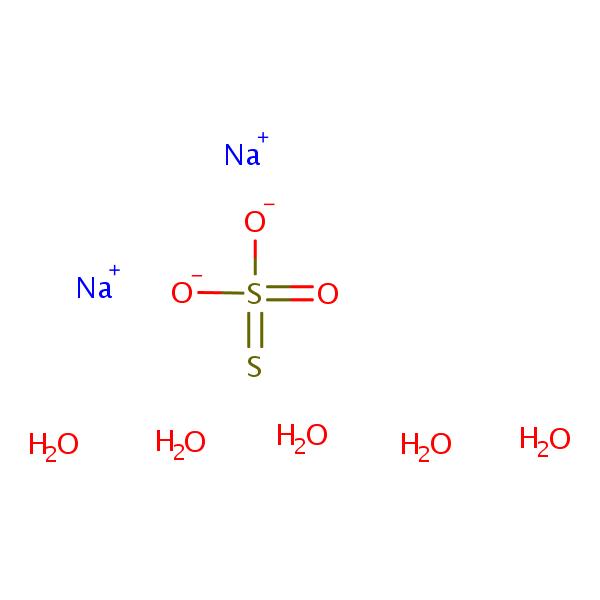 Na⁺
O⁻
Na⁺ O⁻ S O
S
H₂O H₂O H₂O H₂O H₂O